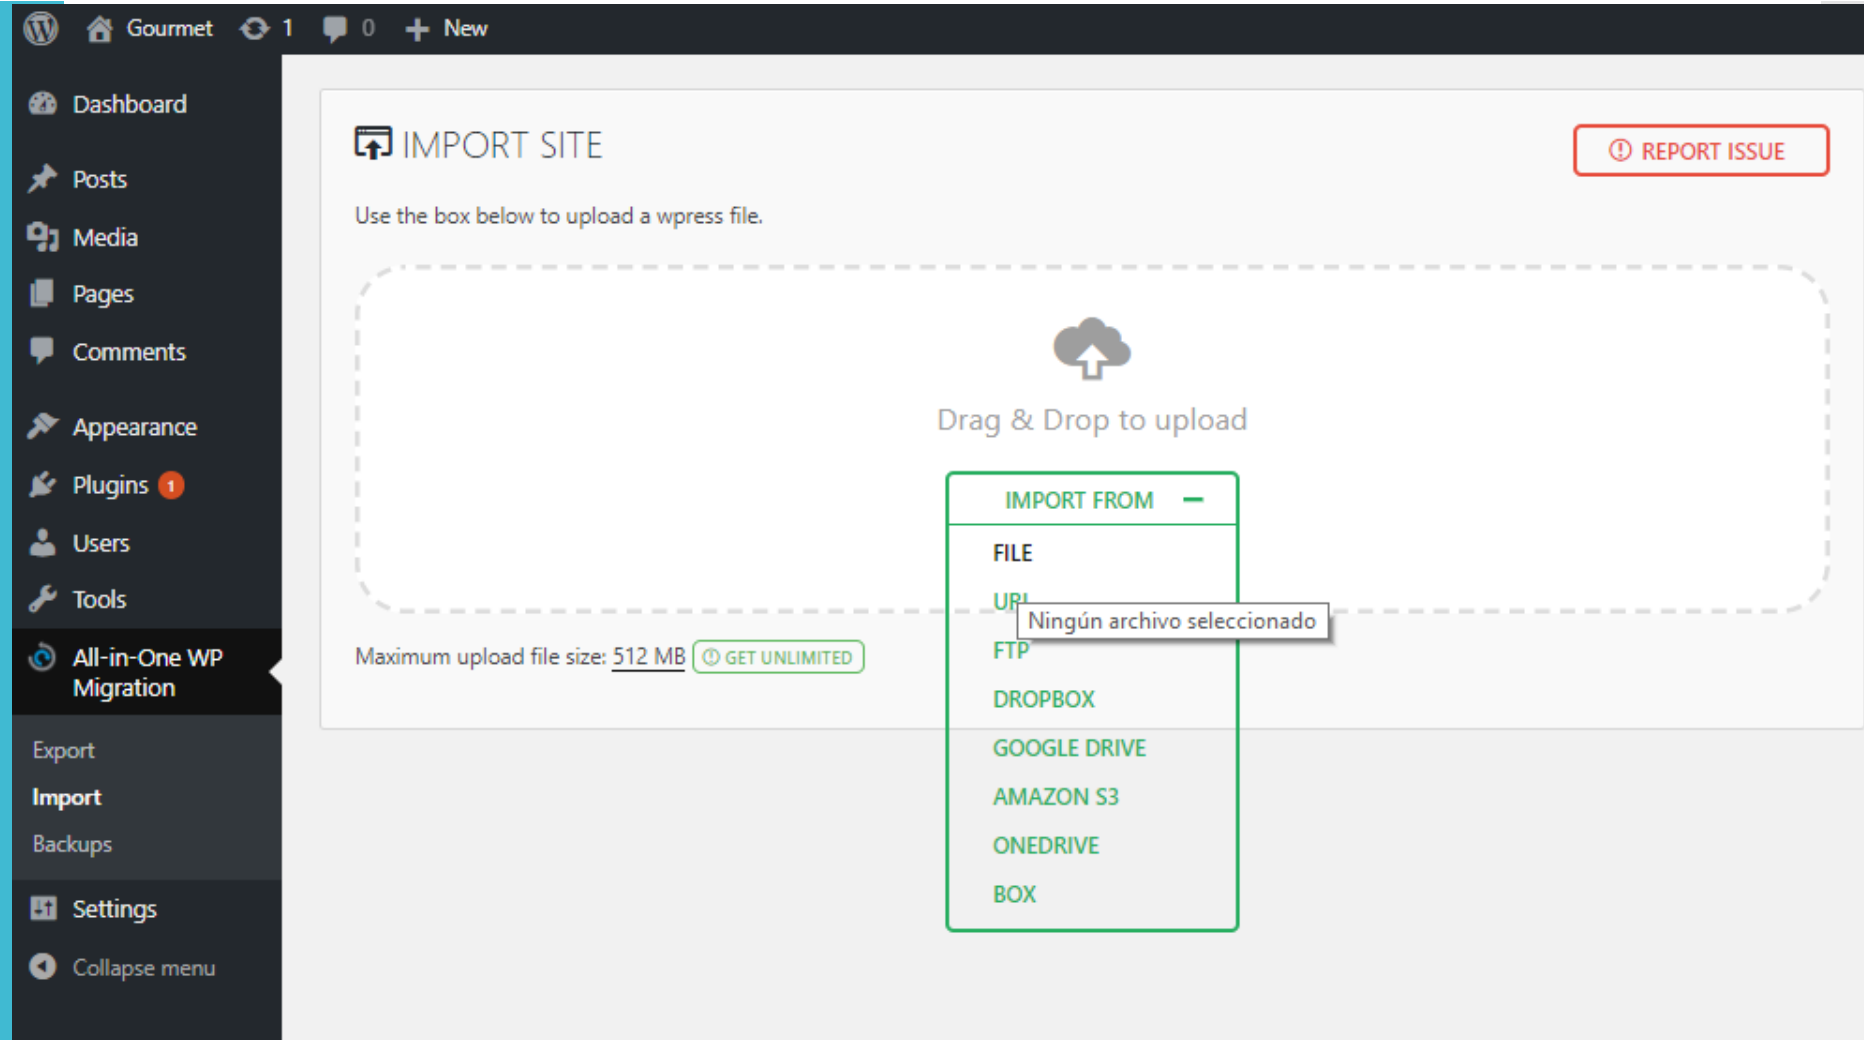 Gourmet 1 0 New
Dashboard
Posts
Media
Pages
Comments
Appearance
Plugins 1
Users
Tools
All-in-One WP
Migration
Export
Import
Backups
Settings
Collapse menu
IMPORT SITE
REPORT ISSUE
Use the box below to upload a wpress file.
Drag & Drop to upload
IMPORT FROM
FILE
URL
Ningún archivo seleccionado
FTP
DROPBOX
GOOGLE DRIVE
AMAZON S3
ONEDRIVE
BOX
Maximum upload file size: 512 MB GET UNLIMITED